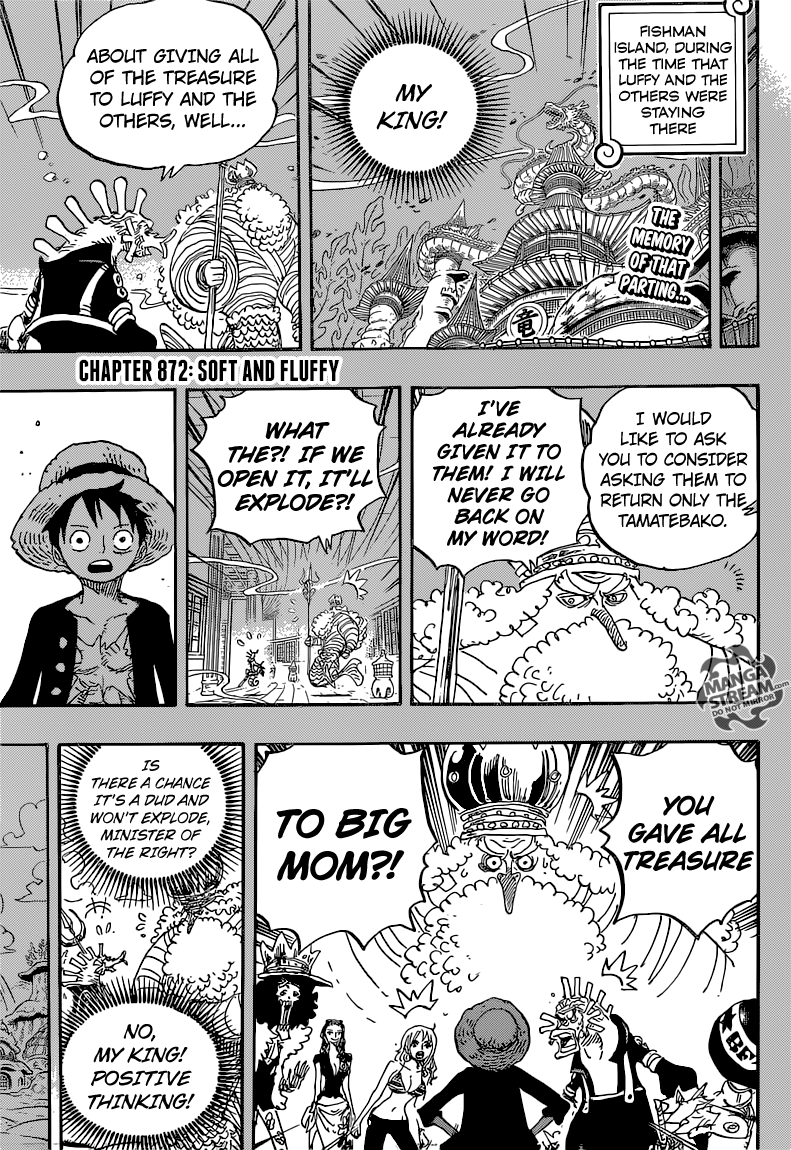 FISHMAN
ISLAND, DURING
THE TIME THAT
LUFFY AND THE
OTHERS WERE
STAYING
THERE
MY
KING!
THE
MEMORY
OF THAT
PARTING...
竜
ABOUT GIVING ALL
OF THE TREASURE
TO LUFFY AND THE
OTHERS, WELL...
CHAPTER 872: SOFT AND FLUFFY
I WOULD
LIKE TO ASK
YOU TO CONSIDER
ASKING THEM TO
RETURN ONLY THE
TAMATEBAKO.
I'VE
ALREADY
GIVEN IT TO
THEM! I WILL
NEVER GO
BACK ON
MY WORD!
WHAT
THE?! IF WE
OPEN IT, IT'LL
EXPLODE?!
MANGA
STREAM.com
DO NOT MIRROR
YOU
GAVE ALL
TREASURE
TO BIG
MOM?!
BF
IS
THERE A CHANCE
IT'S A DUD AND
WON'T EXPLODE,
MINISTER OF
THE RIGHT?
NO,
MY KING!
POSITIVE
THINKING!